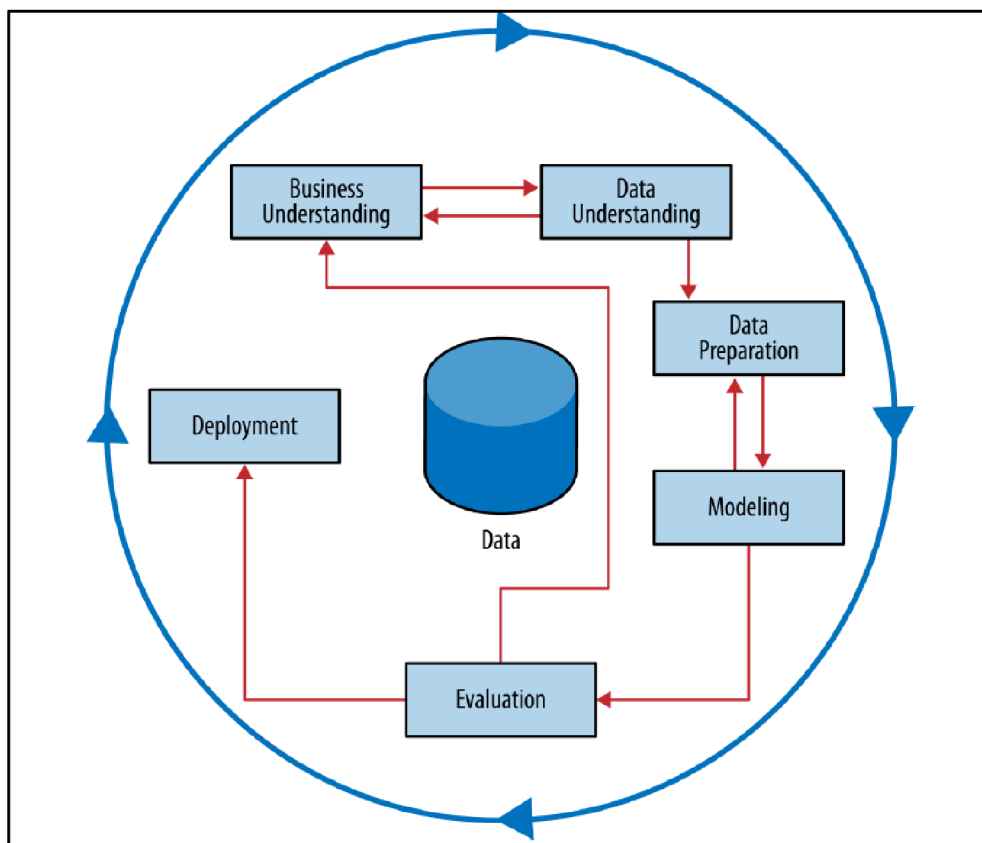 Business
Understanding
Data
Understanding
Data
Preparation
Deployment
Modeling
Data
Evaluation